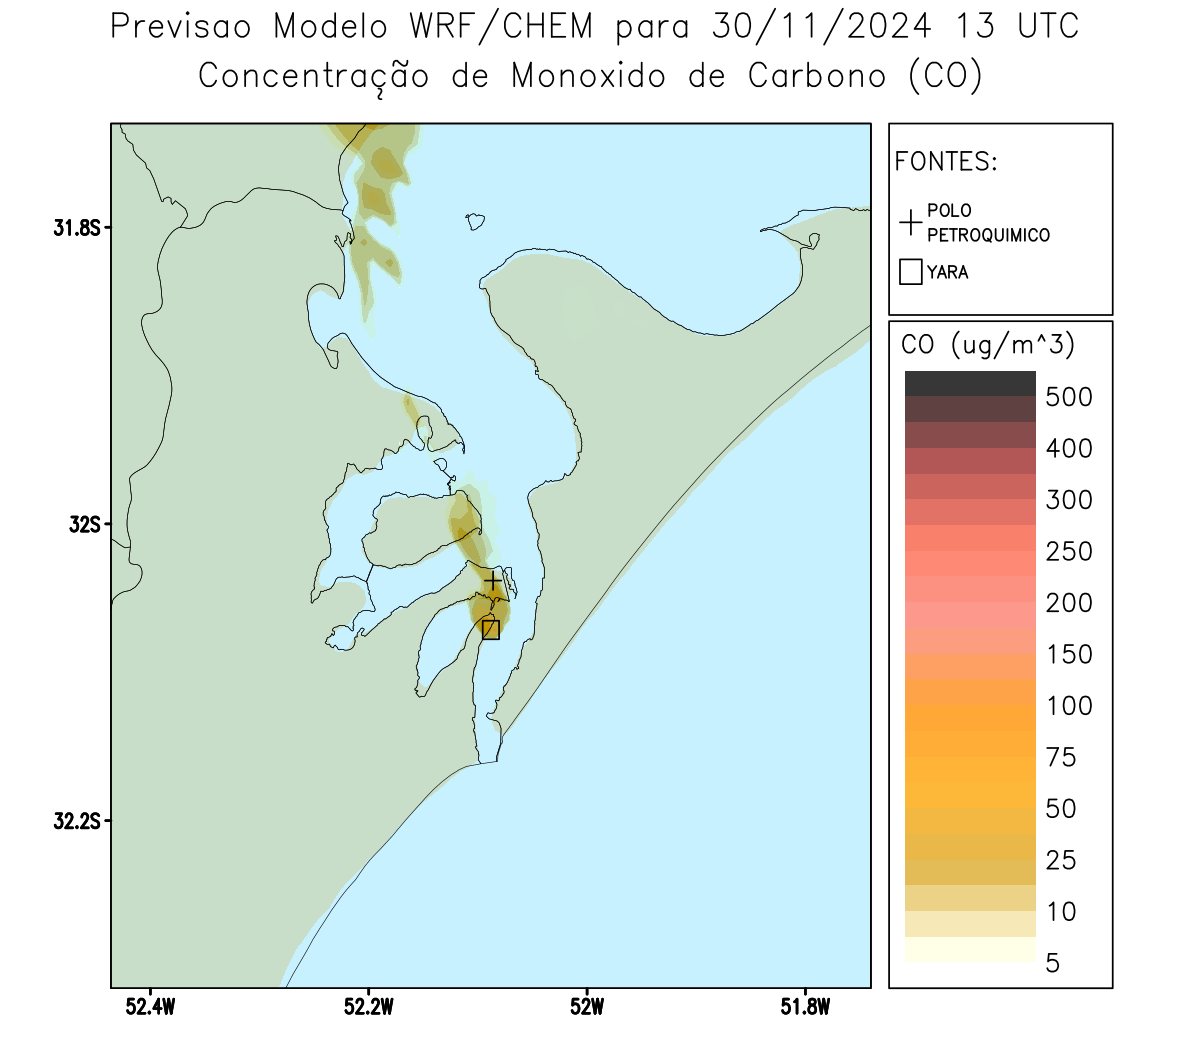 Previsao Modelo WRF/CHEM para 30/11/2024 13 UTC
Concentração de Monoxido de Carbono (CO)
FONTES:
POLO
PETROQUIMICO
YARA
CO (ug/m^3)
500
400
300
250
200
150
100
75
50
25
10
5
31.8S
32S
32.2S
52.4W
52.2W
52W
51.8W